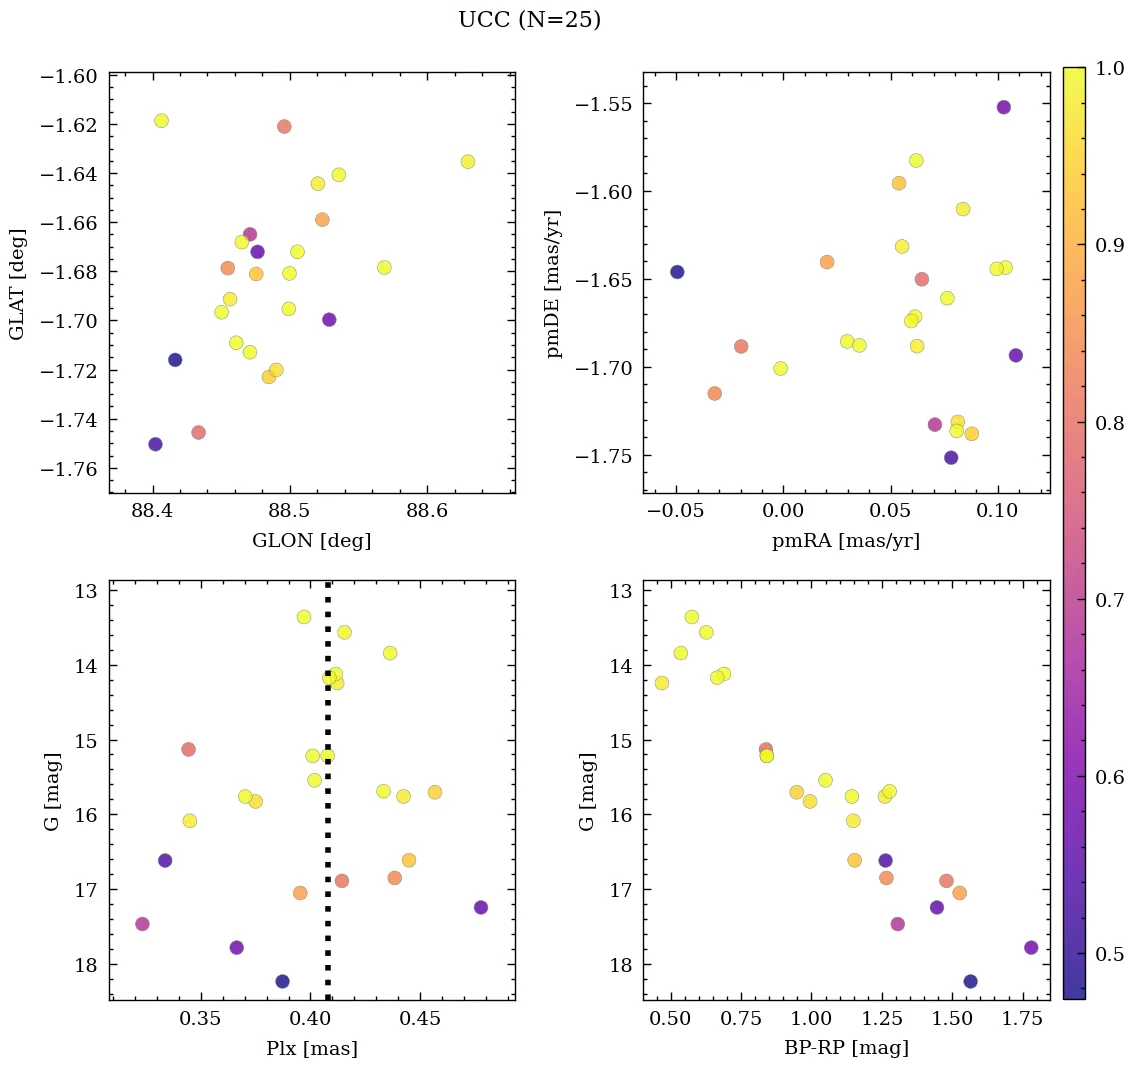 UCC (N=25)
−1.60
−1.62
−1.64
−1.66
−1.68
−1.70
−1.72
−1.74
−1.76
GLAT [deg]
88.4 88.5 88.6
GLON [deg]
−1.55
−1.60
−1.65
−1.70
−1.75
pmDE [mas/yr]
−0.05 0.00 0.05 0.10
pmRA [mas/yr]
1.0
0.9
0.8
0.7
0.6
0.5
13
14
15
16
17
18
G [mag]
0.35 0.40 0.45
Plx [mas]
13
14
15
16
17
18
G [mag]
0.50 0.75 1.00 1.25 1.50 1.75
BP-RP [mag]